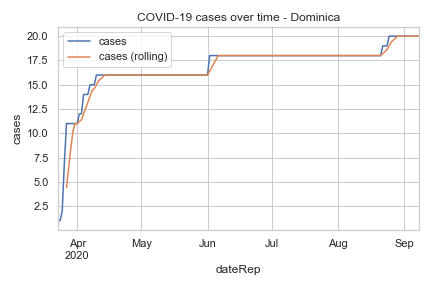 COVID-19 cases over time - Dominica
cases
cases (rolling)
20.0
17.5
15.0
12.5
10.0
7.5
5.0
2.5
cases
Apr
2020
May
Jun
Jul
Aug
Sep
dateRep